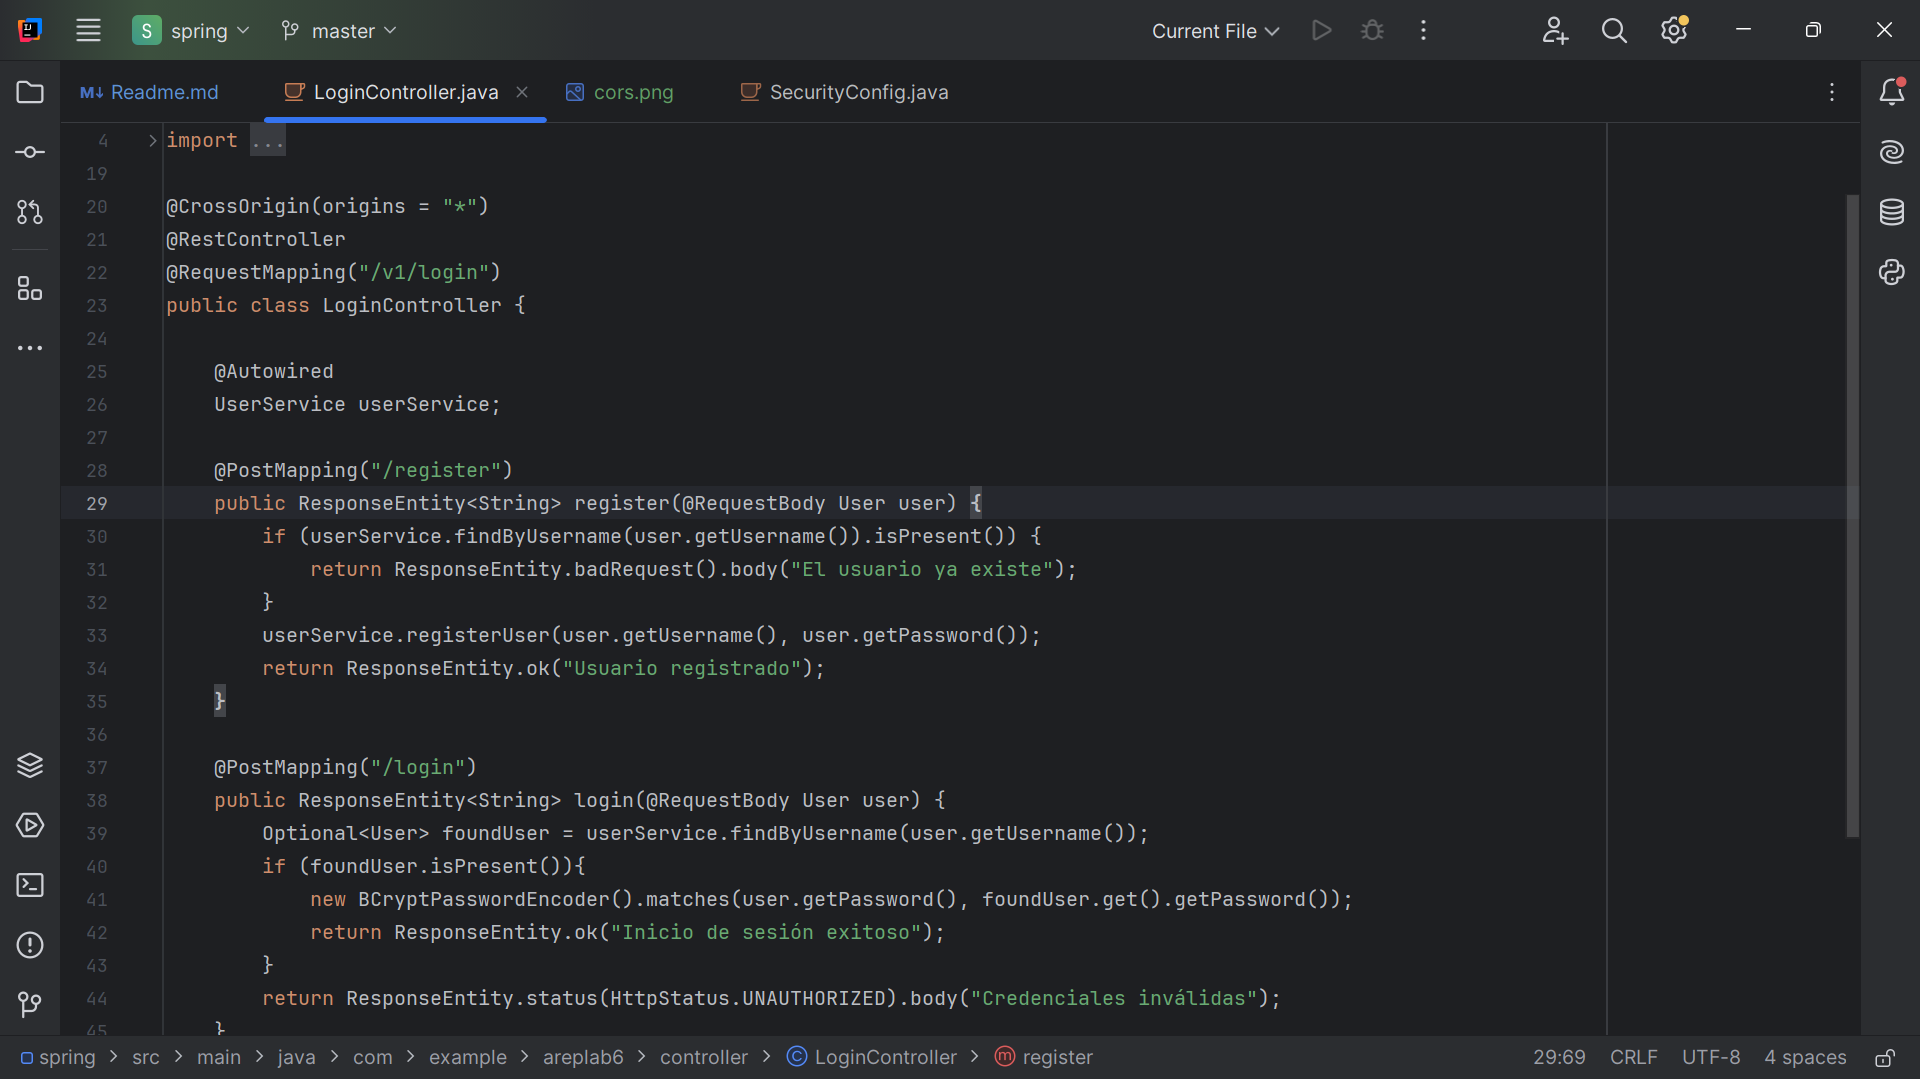 S spring master Current File
Readme.md LoginController.java cors.png SecurityConfig.java
4 import ...
19
20 @CrossOrigin(origins = "*")
21 @RestController
22 @RequestMapping("/v1/login")
23 public class LoginController {
24
25 @Autowired
26 UserService userService;
27
28 @PostMapping("/register")
29 public ResponseEntity<String> register(@RequestBody User user) {
30 if (userService.findByUsername(user.getUsername()).isPresent()) {
31 return ResponseEntity.badRequest().body("El usuario ya existe");
32 }
33 userService.registerUser(user.getUsername(), user.getPassword());
34 return ResponseEntity.ok("Usuario registrado");
35 }
36
37 @PostMapping("/login")
38 public ResponseEntity<String> login(@RequestBody User user) {
39 Optional<User> foundUser = userService.findByUsername(user.getUsername());
40 if (foundUser.isPresent()){
41 new BCryptPasswordEncoder().matches(user.getPassword(), foundUser.get().getPassword());
42 return ResponseEntity.ok("Inicio de sesión exitoso");
43 }
44 return ResponseEntity.status(HttpStatus.UNAUTHORIZED).body("Credenciales inválidas");
45 }
spring > src > main > java > com > example > areplab6 > controller > LoginController > register 29:69 CRLF UTF-8 4 spaces